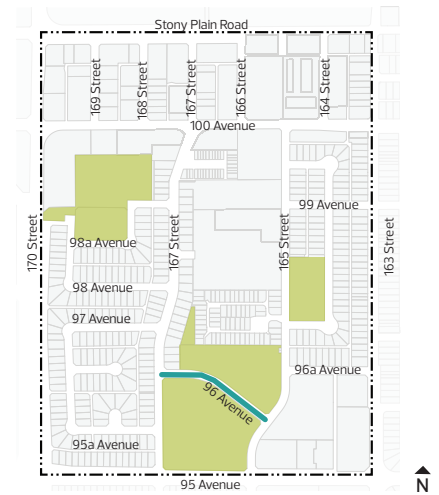 Stony Plain Road
169 Street
168 Street
167 Street
166 Street
164 Street
100 Avenue
99 Avenue
170 Street
98a Avenue
167 Street
165 Street
163 Street
98 Avenue
97 Avenue
96a Avenue
96 Avenue
95a Avenue
95 Avenue
N